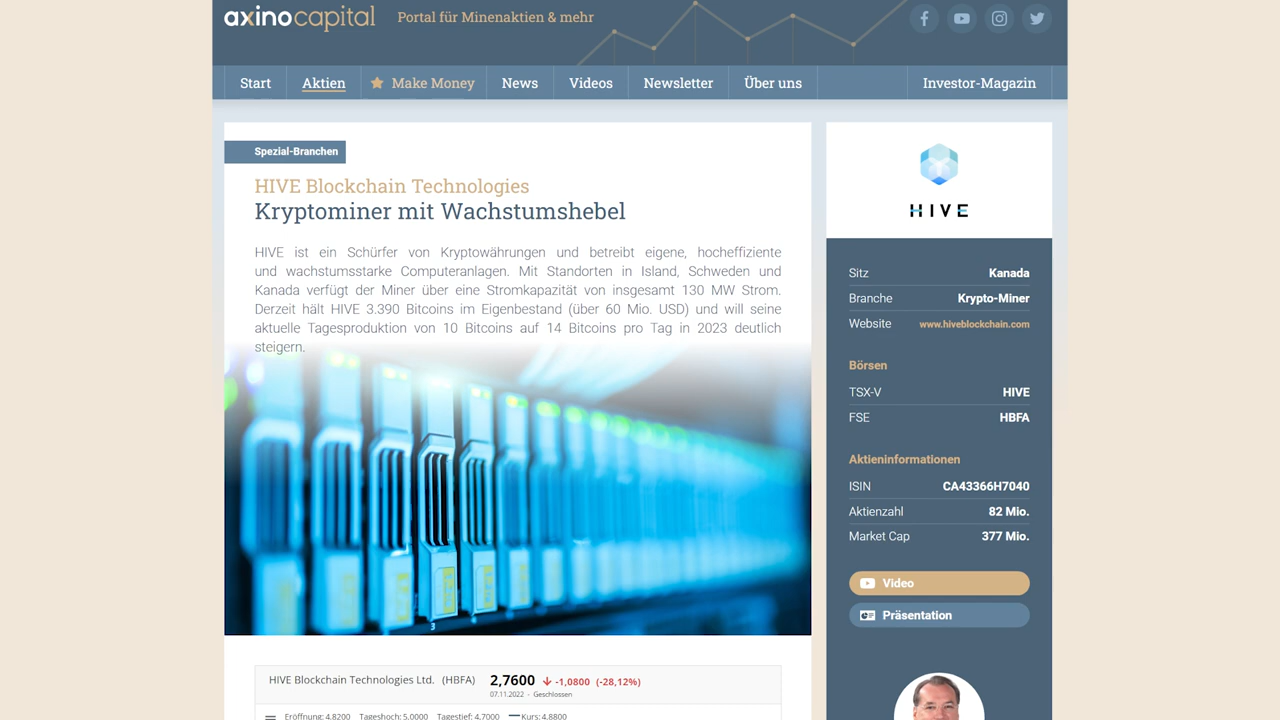 axinocapital
Portal für Minenaktien & mehr
Start Aktien Make Money News Videos Newsletter Über uns Investor-Magazin
Spezial-Branchen
HIVE Blockchain Technologies
Kryptominer mit Wachstumshebel
HIVE ist ein Schürfer von Kryptowährungen und betreibt eigene, hocheffiziente
und wachstumsstarke Computeranlagen. Mit Standorten in Island, Schweden und
Kanada verfügt der Miner über eine Stromkapazität von insgesamt 130 MW Strom.
Derzeit hält HIVE 3.390 Bitcoins im Eigenbestand (über 60 Mio. USD) und will seine
aktuelle Tagesproduktion von 10 Bitcoins auf 14 Bitcoins pro Tag in 2023 deutlich
steigern.
3
HIVE Blockchain Technologies Ltd. (HBFA) 2,7600 -1,0800 (-28,12%)
07.11.2022 - Geschlossen
Eröffnung: 4,8200 Tageshoch: 5,0000 Tagestief: 4,7000 Kurs: 4,8800
HIVE
Sitz Kanada
Branche Krypto-Miner
Website www.hiveblockchain.com
Börsen
TSX-V HIVE
FSE HBFA
Aktieninformationen
ISIN CA43366H7040
Aktienzahl 82 Mio.
Market Cap 377 Mio.
Video
Präsentation